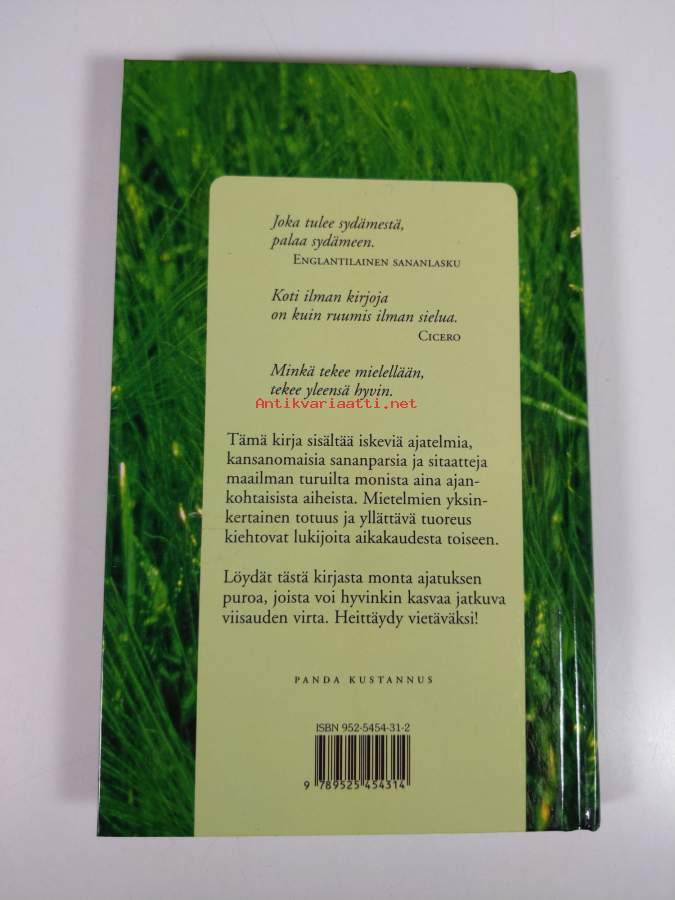 Joka tulee sydämestä,
palaa sydämeen.
Englantilainen sananlasku
Koti ilman kirjoja
on kuin ruumis ilman sielua.
Cicero
Minkä tekee mielellään,
tekee yleensä hyvin.
Antikvariaatti.net
Tämä kirja sisältää iskeviä ajatelmia,
kansanomaisia sananparsia ja sitaatteja
maailman turuilta monista aina ajan-
kohtaisista aiheista. Mietelmien yksin-
kertainen totuus ja yllättävä tuoreus
kiehtovat lukijoita aikakaudesta toiseen.
Löydät tästä kirjasta monta ajatuksen
puroa, joista voi hyvinkin kasvaa jatkuva
viisauden virta. Heittäydy vietäväksi!
PANDA KUSTANNUS
ISBN 952-5454-31-2
9 789525 454314